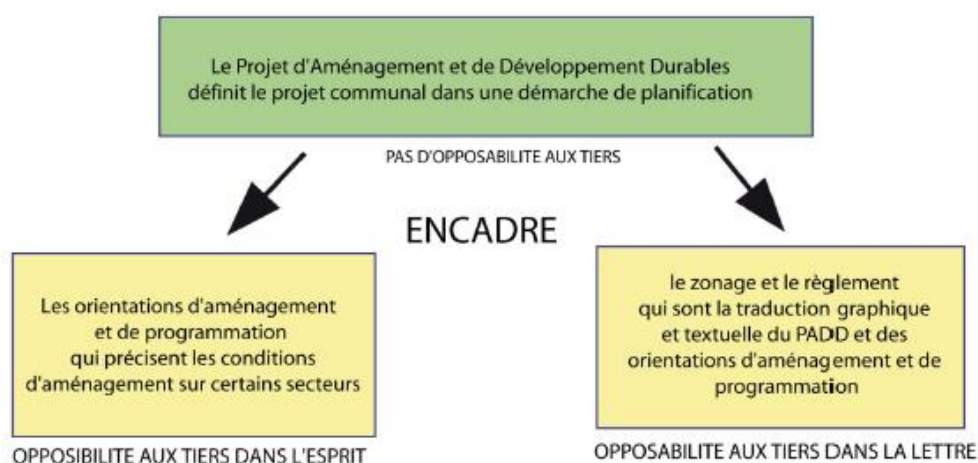 Le Projet d'Aménagement et de Développement Durables
définit le projet communal dans une démarche de planification
PAS D'OPPOSABILITE AUX TIERS
ENCADRE
Les orientations d'aménagement
et de programmation
qui précisent les conditions
d'aménagement sur certains secteurs
OPPOSIBILITE AUX TIERS DANS L'ESPRIT
le zonage et le règlement
qui sont la traduction graphique
et textuelle du PADD et des
orientations d'aménagement et de
programmation
OPPOSABILITE AUX TIERS DANS LA LETTRE